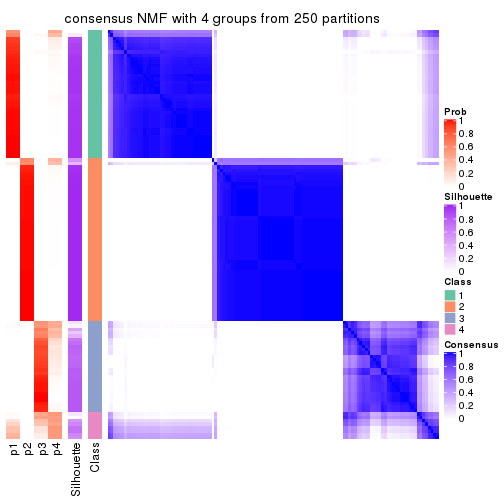 consensus NMF with 4 groups from 250 partitions
Prob
1
0.8
0.6
0.4
0.2
0
Silhouette
1
0.8
0.6
0.4
0.2
0
Class
1
2
3
4
Consensus
1
0.8
0.6
0.4
0.2
0
p1
p2
p3
p4
Silhouette
Class